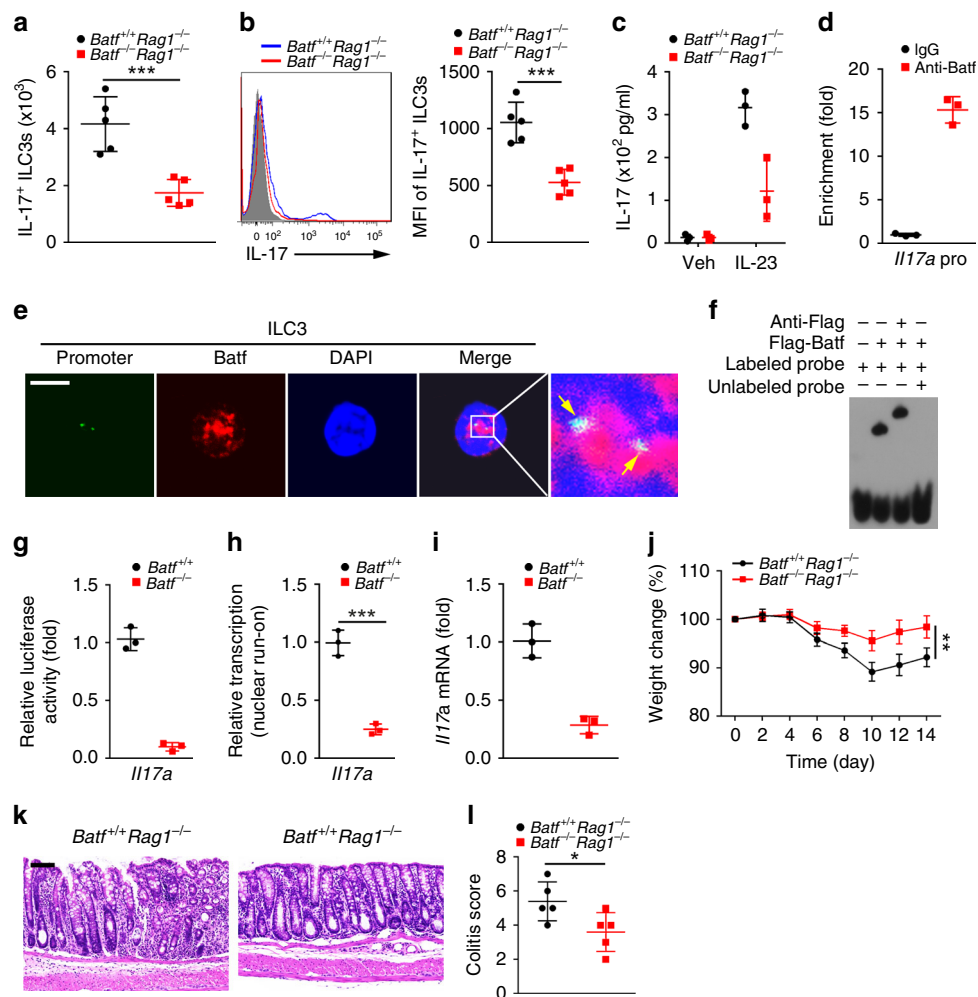 a
Batf+/+Rag1−/−
Batf−/−Rag1−/−
***
IL-17+ ILC3s (x103)
6
4
2
0
b
Batf+/+Rag1−/−
Batf−/−Rag1−/−
0 102 103 104 105
IL-17
***
MFI of IL-17+ ILC3s
1500
1000
500
0
c
Batf+/+Rag1−/−
Batf−/−Rag1−/−
IL-17 (x102 pg/ml)
4
3
2
1
0
Veh IL-23
d
IgG
Anti-Batf
Enrichment (fold)
20
15
10
5
0
Il17a pro
e
ILC3
Promoter Batf DAPI Merge
f
Anti-Flag − − + −
Flag-Batf − + + +
Labeled probe + + + +
Unlabeled probe − − − +
g
Batf+/+
Batf−/−
Relative luciferase
activity (fold)
1.5
1.0
0.5
0.0
Il17a
h
Batf+/+
Batf−/−
***
Relative transcription
(nuclear run-on)
1.5
1.0
0.5
0.0
Il17a
i
Batf+/+
Batf−/−
Il17a mRNA (fold)
1.5
1.0
0.5
0.0
j
Batf+/+Rag1−/−
Batf−/−Rag1−/−
Weight change (%)
110
100
90
80
**
0 2 4 6 8 10 12 14
Time (day)
k
Batf+/+Rag1−/− Batf+/+Rag1−/−
l
Batf+/+Rag1−/−
Batf−/−Rag1−/−
*
Colitis score
8
6
4
2
0